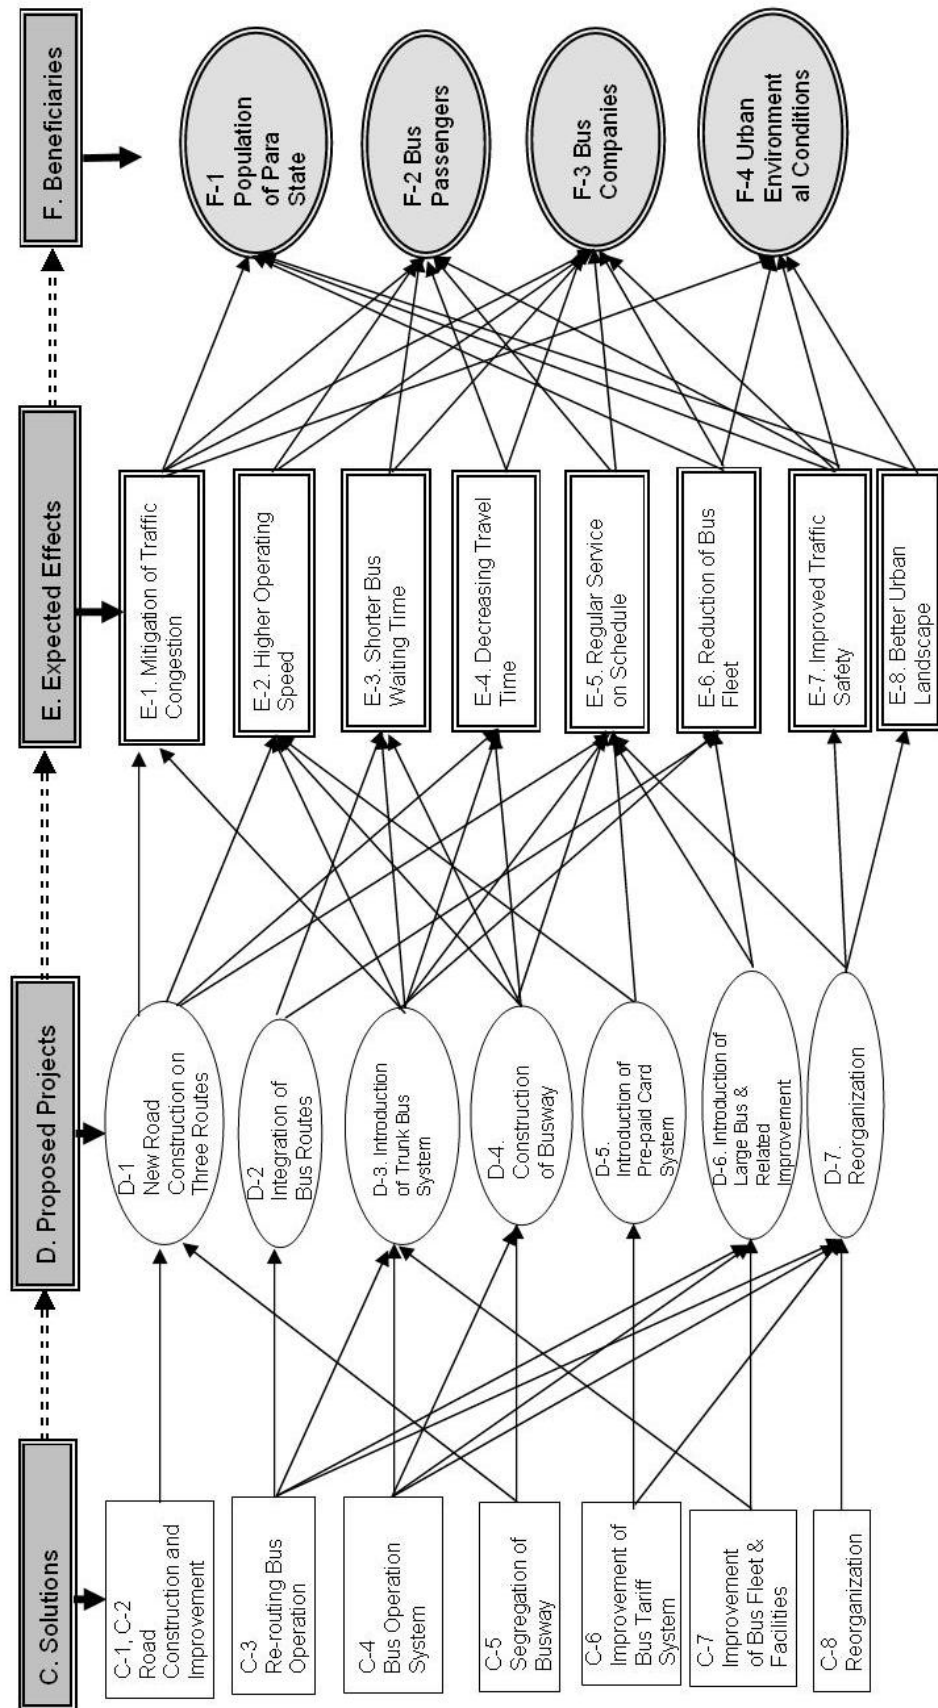 C. Solutions
D. Proposed Projects
E. Expected Effects
F. Beneficiaries
C-1, C-2
Road
Construction and
Improvement
C-3
Re-routing Bus
Operation
C-4
Bus Operation
System
C-5
Segregation of
Busway
C-6
Improvement of
Bus Tariff
System
C-7
Improvement
of Bus Fleet &
Facilities
C-8
Reorganization
D-1
New Road
Construction on
Three Routes
D-2
Integration of
Bus Routes
D-3. Introduction
of Trunk Bus
System
D-4.
Construction
of Busway
D-5.
Introduction of
Pre-paid Card
System
D-6. Introduction of
Large Bus &
Related
Improvement
D-7.
Reorganization
E-1. Mitigation of Traffic
Congestion
E-2. Higher Operating
Speed
E-3. Shorter Bus
Waiting Time
E-4. Decreasing Travel
Time
E-5. Regular Service
on Schedule
E-6. Reduction of Bus
Fleet
E-7. Improved Traffic
Safety
E-8. Better Urban
Landscape
F-1
Population
of Para
State
F-2 Bus
Passengers
F-3 Bus
Companies
F-4 Urban
Environment
al Conditions